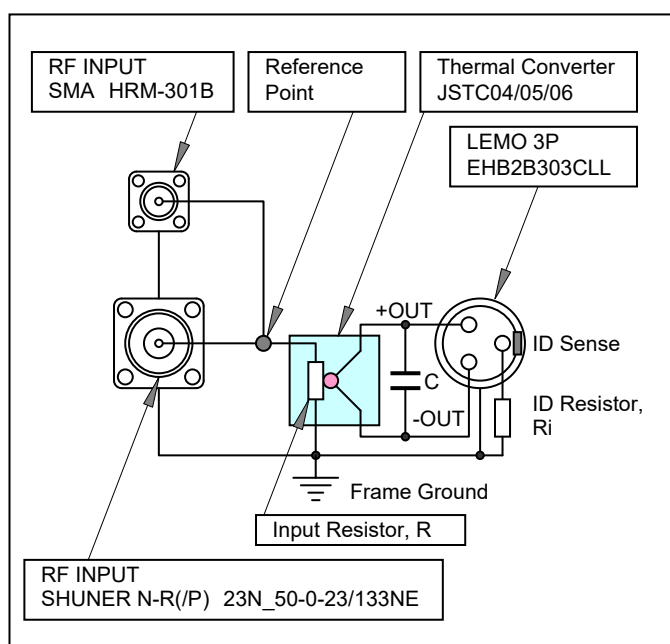 RF INPUT
SMA HRM-301B
Reference
Point
Thermal Converter
JSTC04/05/06
LEMO 3P
EHB2B303CLL
+OUT
ID Sense
C
-OUT
ID Resistor,
Ri
Frame Ground
Input Resistor, R
RF INPUT
SHUNER N-R(/P) 23N_50-0-23/133NE